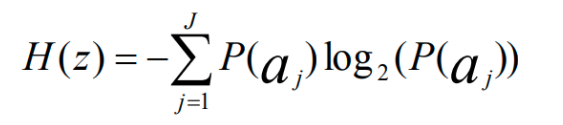 H(z) = -∑_{j=1}^{J} P(a_j) log_2(P(a_j))